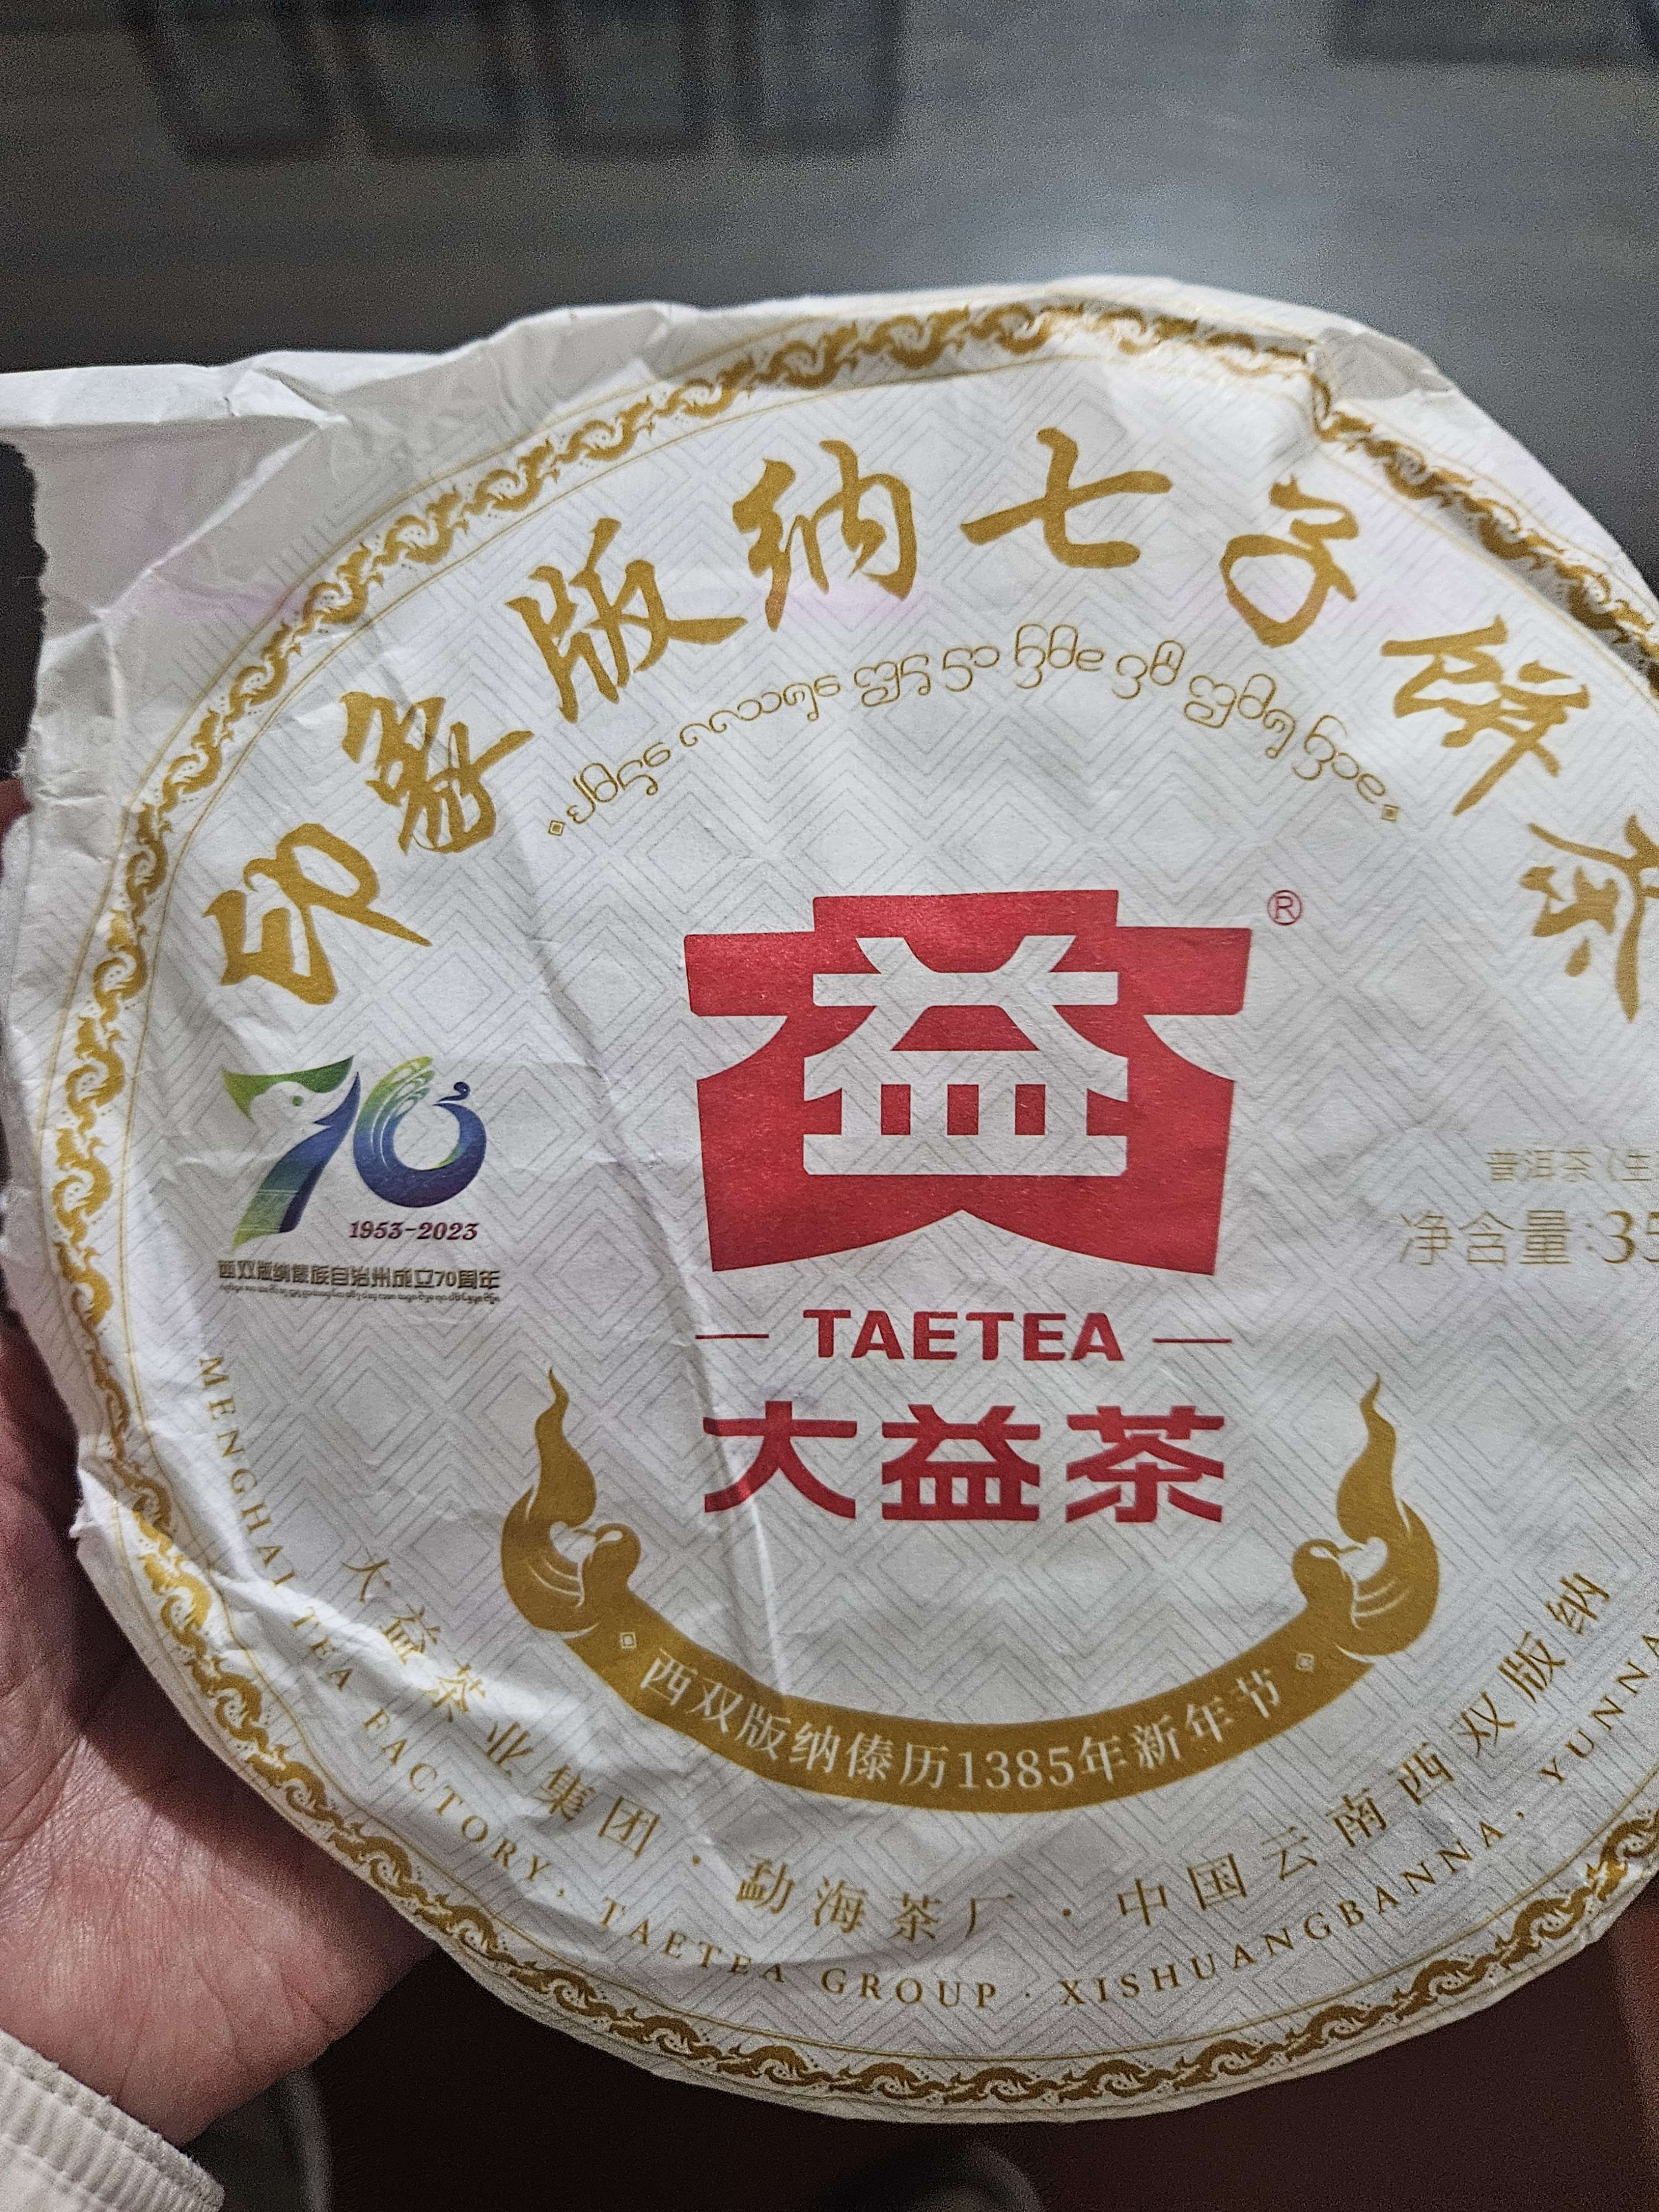 印象版纳七子饼茶
益
®
70
1953-2023
西双版纳傣族自治州成立70周年
普洱茶（生
净含量:35
TAETEA
大益茶
西双版纳傣历1385年新年节
大益茶业集团·勐海茶厂·中国云南西双版纳
MENGHAI TEA FACTORY, TAETEA GROUP · XISHUANGBANNA, YUNNA